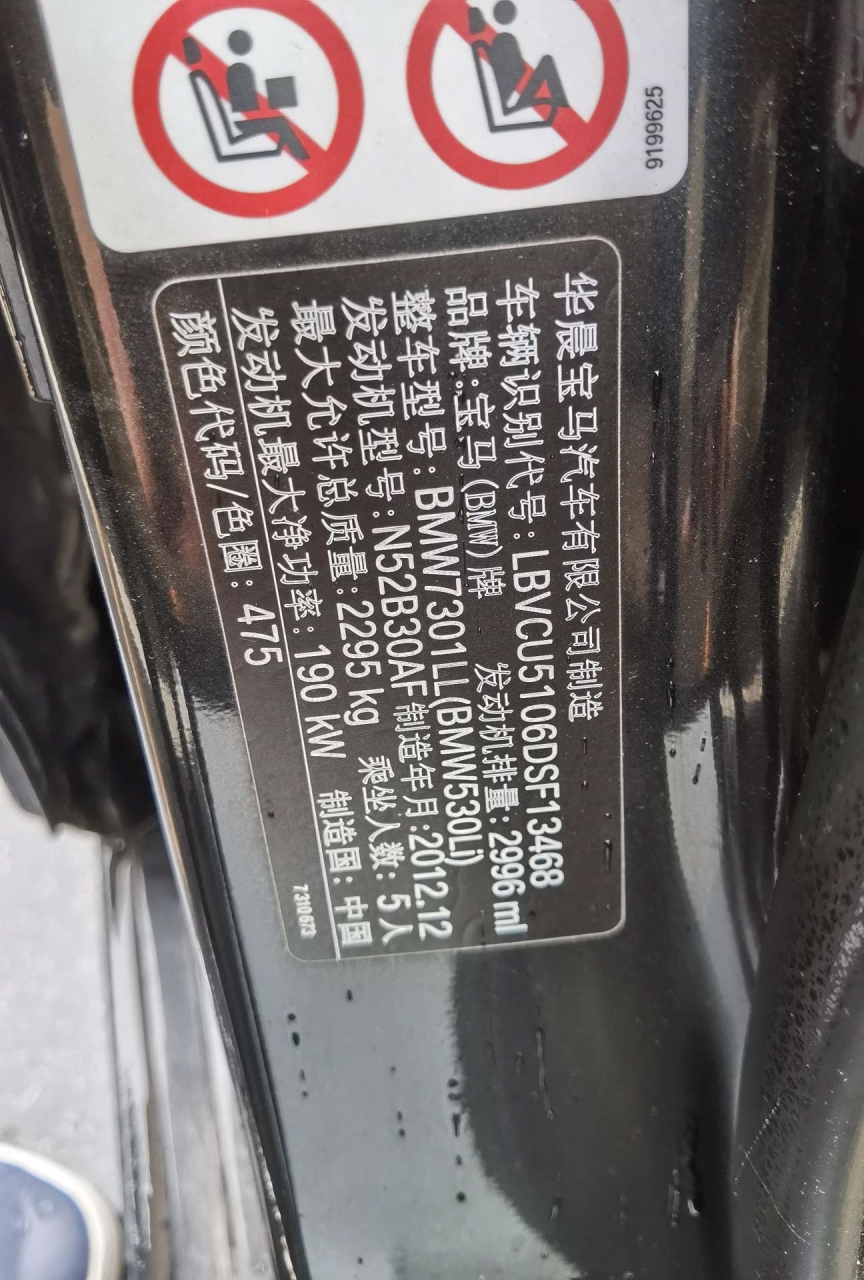 9199625
华晨宝马汽车有限公司制造
车辆识别代号:LBVCU5106DSF13468
品牌:宝马(BMW)牌 发动机排量:2996 ml
整车型号:BMW7301LL(BMW530Li)
发动机型号:N52B30AF 制造年月:2012.12
最大允许总质量:2295 kg 乘坐人数:5人
发动机最大净功率:190 kW 制造国:中国
颜色代码/色圈:475 7310673